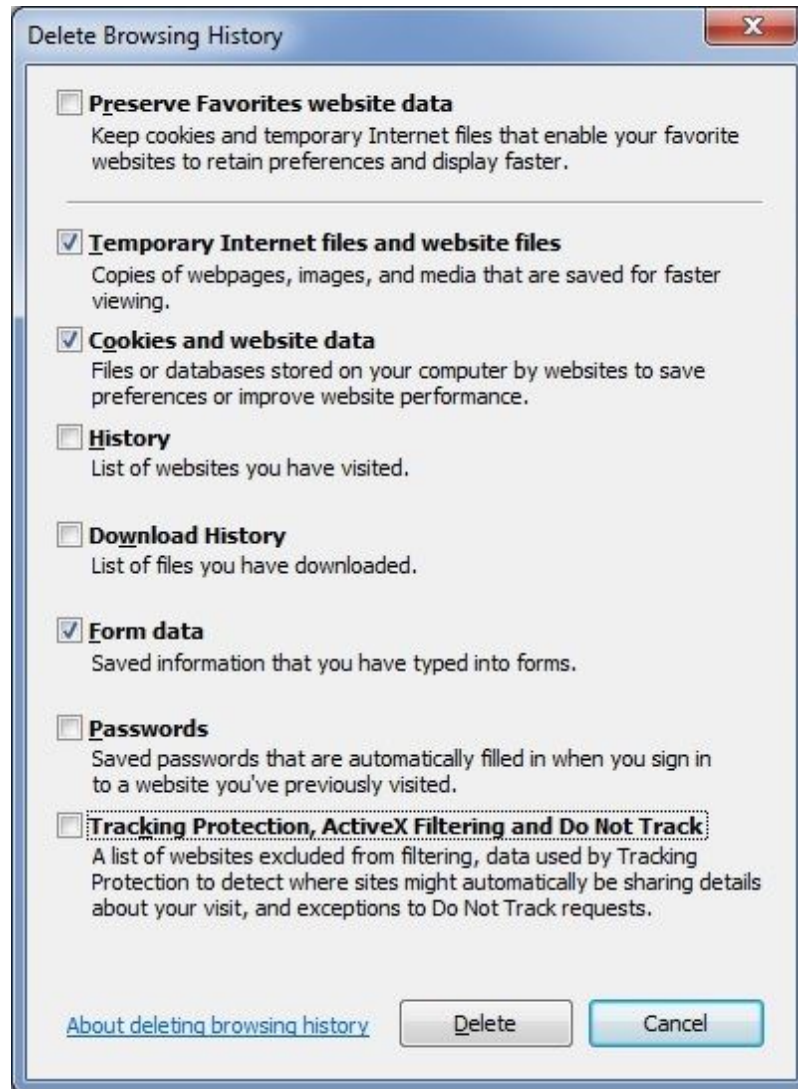 Delete Browsing History
X
Preserve Favorites website data
Keep cookies and temporary Internet files that enable your favorite
websites to retain preferences and display faster.
Temporary Internet files and website files
Copies of webpages, images, and media that are saved for faster
viewing.
Cookies and website data
Files or databases stored on your computer by websites to save
preferences or improve website performance.
History
List of websites you have visited.
Download History
List of files you have downloaded.
Form data
Saved information that you have typed into forms.
Passwords
Saved passwords that are automatically filled in when you sign in
to a website you've previously visited.
Tracking Protection, ActiveX Filtering and Do Not Track
A list of websites excluded from filtering, data used by Tracking
Protection to detect where sites might automatically be sharing details
about your visit, and exceptions to Do Not Track requests.
About deleting browsing history
Delete
Cancel